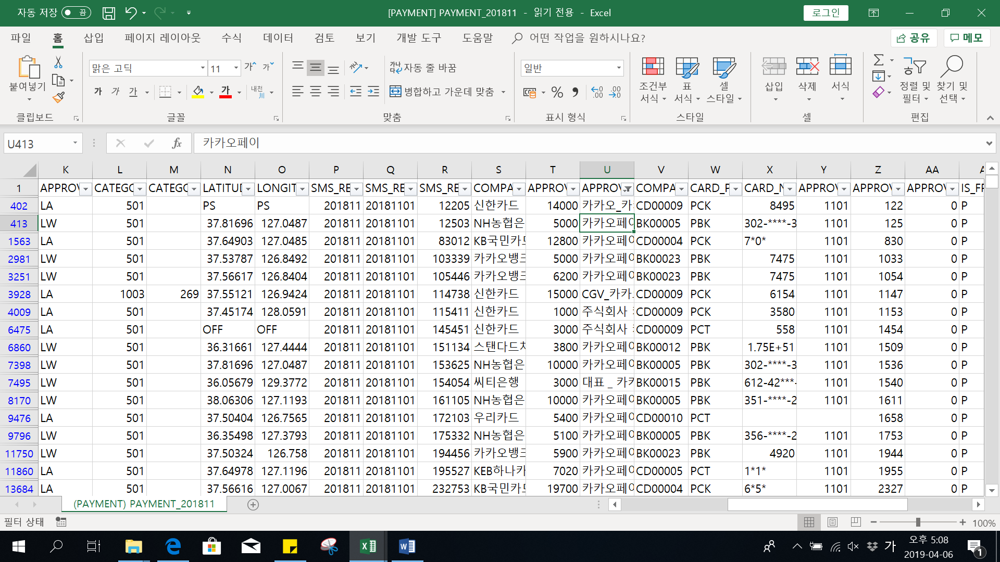 자동 저장 끔 [PAYMENT] PAYMENT_201811 - 읽기 전용 - Excel 로그인
파일 홈 삽입 페이지 레이아웃 수식 데이터 검토 보기 개발 도구 도움말 어떤 작업을 원하시나요? 공유 메모
붙여넣기 맑은 고딕 11 가 가 자동 줄 바꿈 일반 조건부 서식 표 서식 셀 스타일 삽입 삭제 서식 정렬 및 필터 찾기 및 선택
가 가 가 가 내천 병합하고 가운데 맞춤 % .00
클립보드 글꼴 맞춤 표시 형식 스타일 셀 편집
U413 fx 카카오페이
K L M N O P Q R S T U V W X Y Z AA
1 APPROV CATEGO CATEGO LATITUD LONGIT SMS_RE SMS_RE SMS_RE COMPA APPROV APPROV COMPA CARD_P CARD_N APPROV APPROV APPROV IS_FP
402 LA 501 PS PS 201811 20181101 12205 신한카드 14000 카카오_카 CD00009 PCK 8495 1101 122 0 P
413 LW 501 37.81696 127.0487 201811 20181101 12503 NH농협은 5000 카카오페이 BK00005 PBK 302-****-3 1101 125 0 P
1563 LA 501 37.64903 127.0485 201811 20181101 83012 KB국민카드 12800 카카오페이 CD00004 PCK 7*0* 1101 830 0 P
2981 LW 501 37.53787 126.8492 201811 20181101 103339 카카오뱅크 5000 카카오페이 BK00023 PBK 7475 1101 1033 0 P
3251 LW 501 37.56617 126.8404 201811 20181101 105446 카카오뱅크 6200 카카오페이 BK00023 PBK 7475 1101 1054 0 P
3928 LA 1003 269 37.55121 126.9424 201811 20181101 114738 신한카드 15000 CGV_카카 CD00009 PCK 6154 1101 1147 0 P
4009 LA 501 37.45174 128.0591 201811 20181101 115411 신한카드 1000 주식회사 CD00009 PCK 3580 1101 1153 0 P
6475 LA 501 OFF OFF 201811 20181101 145451 신한카드 3000 주식회사 CD00009 PCT 558 1101 1454 0 P
6860 LW 501 36.31661 127.4444 201811 20181101 151134 스탠다드차 3800 카카오페이 BK00012 PBK 1.75E+51 1101 1509 0 P
7398 LW 501 37.81696 127.0487 201811 20181101 153625 NH농협은 10000 카카오페이 BK00005 PBK 302-****-3 1101 1536 0 P
7495 LW 501 36.05679 129.3772 201811 20181101 154054 씨티은행 3000 대표 _ 카카 BK00015 PBK 612-42***- 1101 1540 0 P
8170 LW 501 38.06306 127.1193 201811 20181101 161105 NH농협은 10000 카카오페이 BK00005 PBK 351-****-2 1101 1611 0 P
9476 LA 501 37.50404 126.7565 201811 20181101 172103 우리카드 5400 카카오페이 CD00010 PCT 1658 0 P
9796 LW 501 36.35498 127.3793 201811 20181101 175332 NH농협은 5100 카카오페이 BK00005 PBK 356-****-2 1101 1753 0 P
11750 LW 501 37.50324 126.758 201811 20181101 194456 카카오뱅크 5900 카카오페이 BK00023 PBK 4920 1101 1944 0 P
11860 LA 501 37.64978 127.1196 201811 20181101 195527 KEB하나카 7020 카카오페이 CD00005 PCT 1*1* 1101 1955 0 P
13684 LA 501 37.56616 127.0067 201811 20181101 232753 KB국민카드 19700 카카오페이 CD00004 PCK 6*5* 1101 2327 0 P
(PAYMENT) PAYMENT_201811
필터 상태 100%
가 오후 5:08
2019-04-06 1